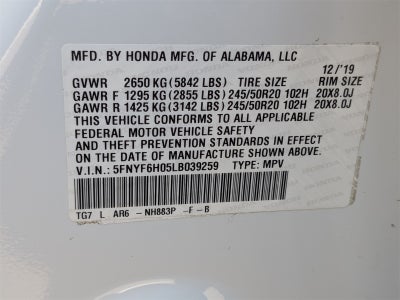 MFD. BY HONDA MFG. OF ALABAMA, LLC
12/'19
GVWR 2650 KG (5842 LBS) TIRE SIZE RIM SIZE
GAWR F 1295 KG (2855 LBS) 245/50R20 102H 20X8.0J
GAWR R 1425 KG (3142 LBS) 245/50R20 102H 20X8.0J
THIS VEHICLE CONFORMS TO ALL APPLICABLE
FEDERAL MOTOR VEHICLE SAFETY
AND THEFT PREVENTION STANDARDS IN EFFECT
ON THE DATE OF MANUFACTURE SHOWN ABOVE.
V.I.N.: 5FNYF6H05LB039259 TYPE: MPV
TG7 L AR6 - NH883P - F - B